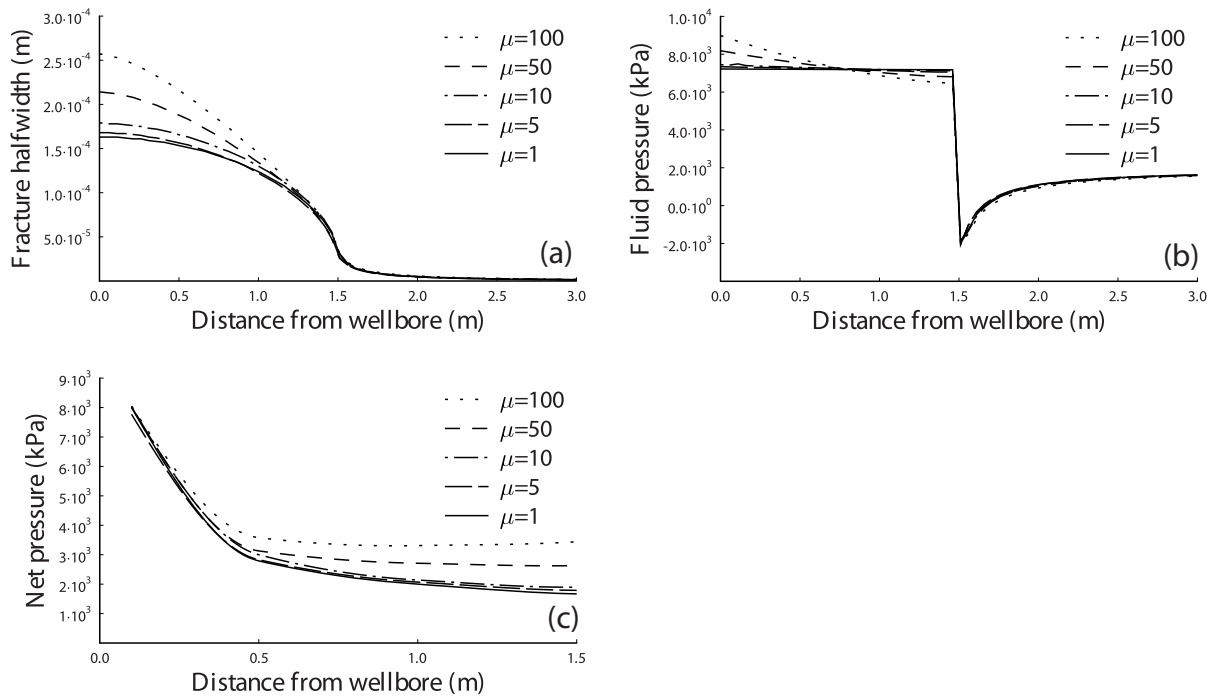 3.0·10⁻⁴
2.5·10⁻⁴
2.0·10⁻⁴
1.5·10⁻⁴
1.0·10⁻⁴
5.0·10⁻⁵
Fracture halfwidth (m)
μ=100
μ=50
μ=10
μ=5
μ=1
(a)
0.0 0.5 1.0 1.5 2.0 2.5 3.0
Distance from wellbore (m)
1.0·10⁴
8.0·10³
6.0·10³
4.0·10³
2.0·10³
0.0·10⁰
-2.0·10³
Fluid pressure (kPa)
μ=100
μ=50
μ=10
μ=5
μ=1
(b)
0.0 0.5 1.0 1.5 2.0 2.5 3.0
Distance from wellbore (m)
9·10³
8·10³
7·10³
6·10³
5·10³
4·10³
3·10³
2·10³
1·10³
Net pressure (kPa)
μ=100
μ=50
μ=10
μ=5
μ=1
(c)
0.0 0.5 1.0 1.5
Distance from wellbore (m)